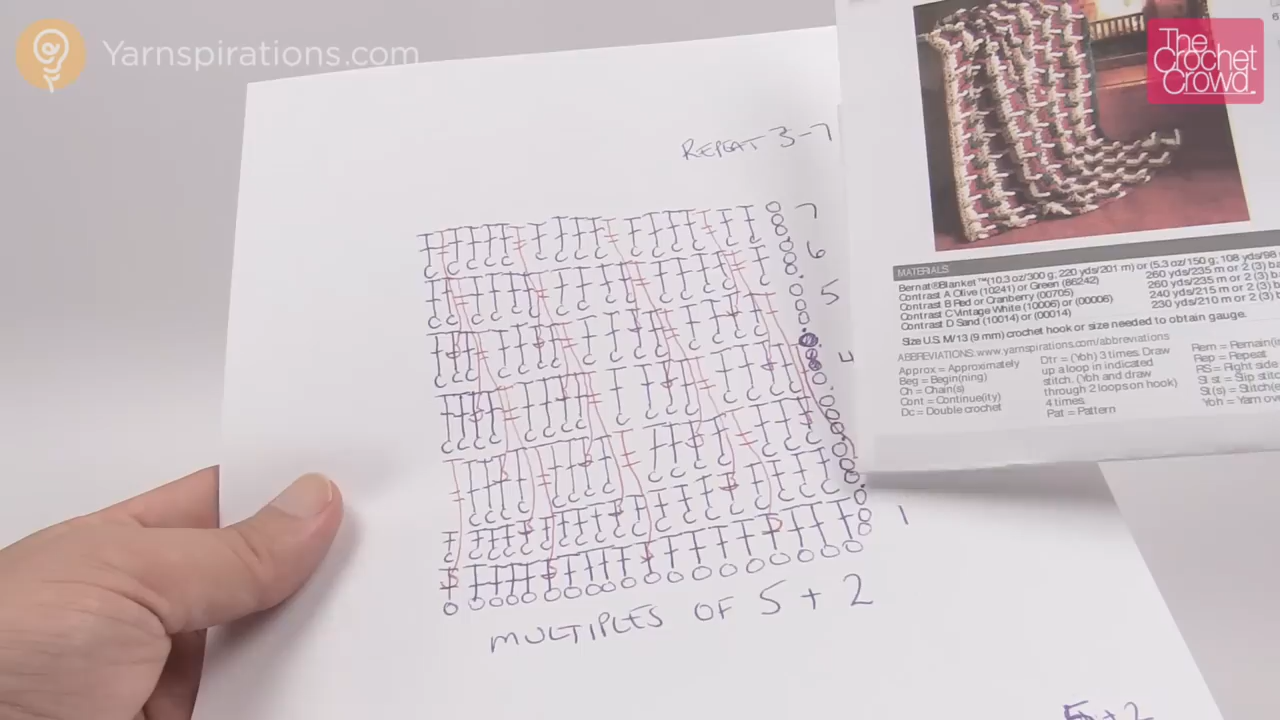 Yarnspirations.com
The
Crochet
Crowd
REPEAT 3-7
7
6
5
1
MULTIPLES OF 5 + 2
5 + 2
MATERIALS
Bernat® Blanket™ (10.3 oz/300 g; 220 yds/201 m) or (5.3 oz/150 g; 108 yds/98
Contrast A Olive (10241) or Green (86242) 260 yds/235 m or 2 (3)
Contrast B Red or Cranberry (00705) 260 yds/235 m or 2 (3)
Contrast C Vintage White (10006) or (00006) 240 yds/215 m or 2 (3)
Contrast D Sand (10014) or (00014) 230 yds/210 m or 2 (3)
Size U.S. M/13 (9 mm) crochet hook or size needed to obtain gauge.
ABBREVIATIONS: www.yarnspirations.com/abbreviations
Approx = Approximately
Beg = Begin(ning)
Ch = Chain(s)
Cont = Continue(ity)
Dc = Double crochet
Dtr = (Yoh) 3 times. Draw
up a loop in indicated
stitch. (Yoh and draw
through 2 loops on hook)
4 times.
Pat = Pattern
Rem = Remain(in
Rep = Repeat
RS = Right side
Sl st = Slip stitc
St(s) = Stitch(e
Yoh = Yarn ov